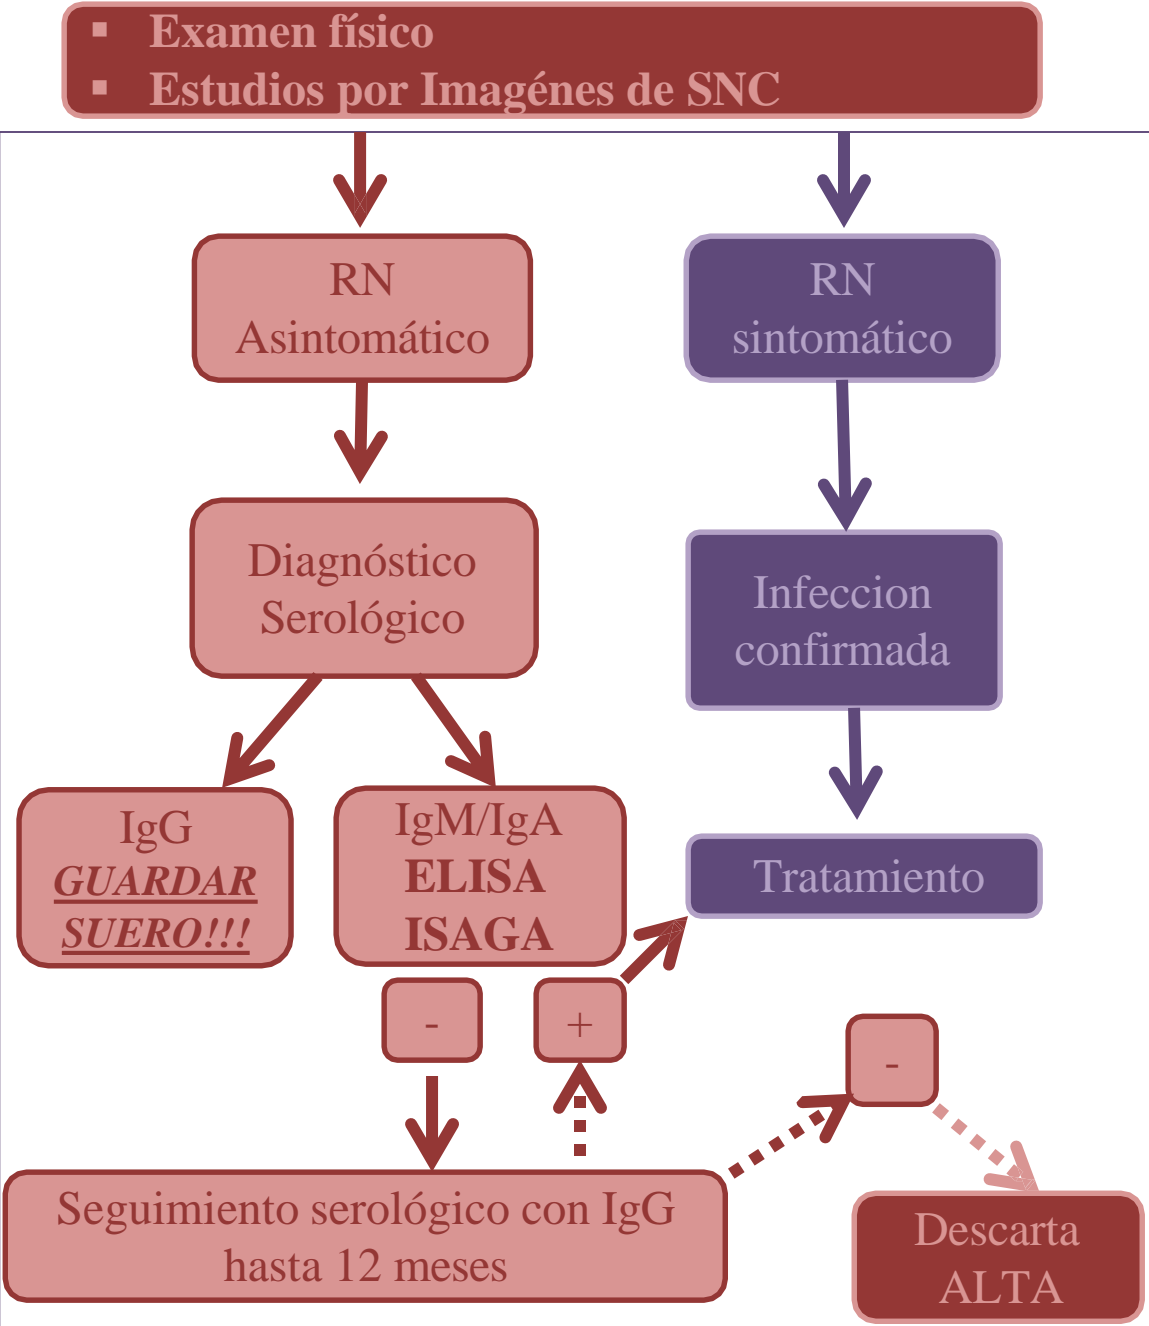 ▪ Examen físico
▪ Estudios por Imagénes de SNC
RN
Asintomático
RN
sintomático
Diagnóstico
Serológico
Infeccion
confirmada
IgG
GUARDAR
SUERO!!!
IgM/IgA
ELISA
ISAGA
Tratamiento
-
+
-
Seguimiento serológico con IgG
hasta 12 meses
Descarta
ALTA